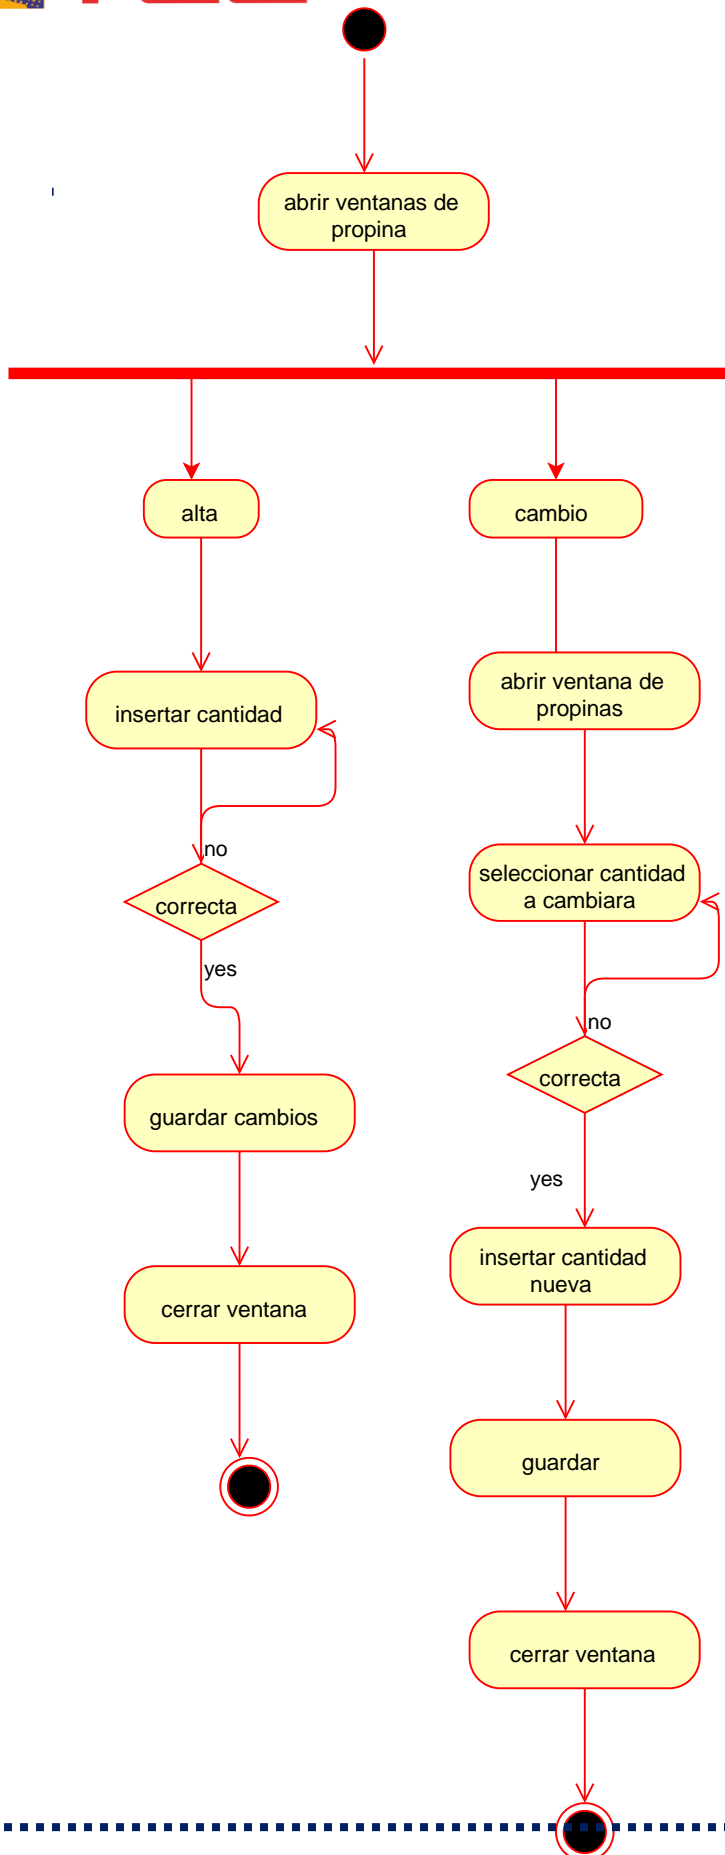 abrir ventanas de
propina
alta
insertar cantidad
no
correcta
yes
guardar cambios
cerrar ventana
cambio
abrir ventana de
propinas
seleccionar cantidad
a cambiara
no
correcta
yes
insertar cantidad
nueva
guardar
cerrar ventana